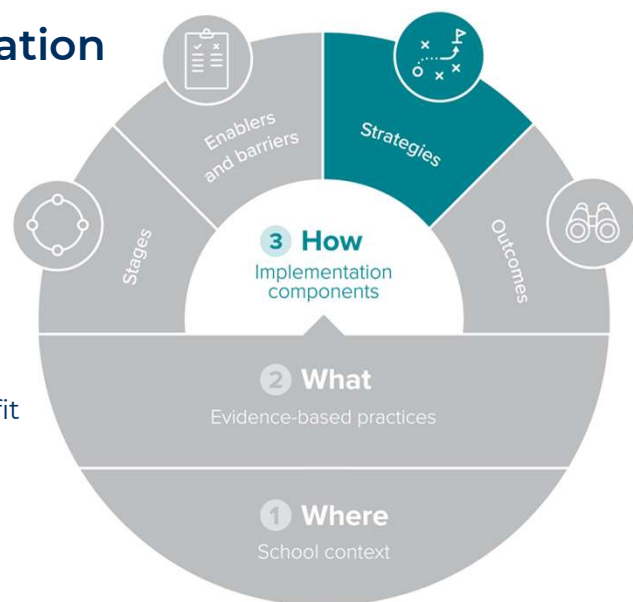 ation
Enablers
and barriers
Strategies
Stages
Outcomes
3 How
Implementation
components
fit
2 What
Evidence-based practices
1 Where
School context